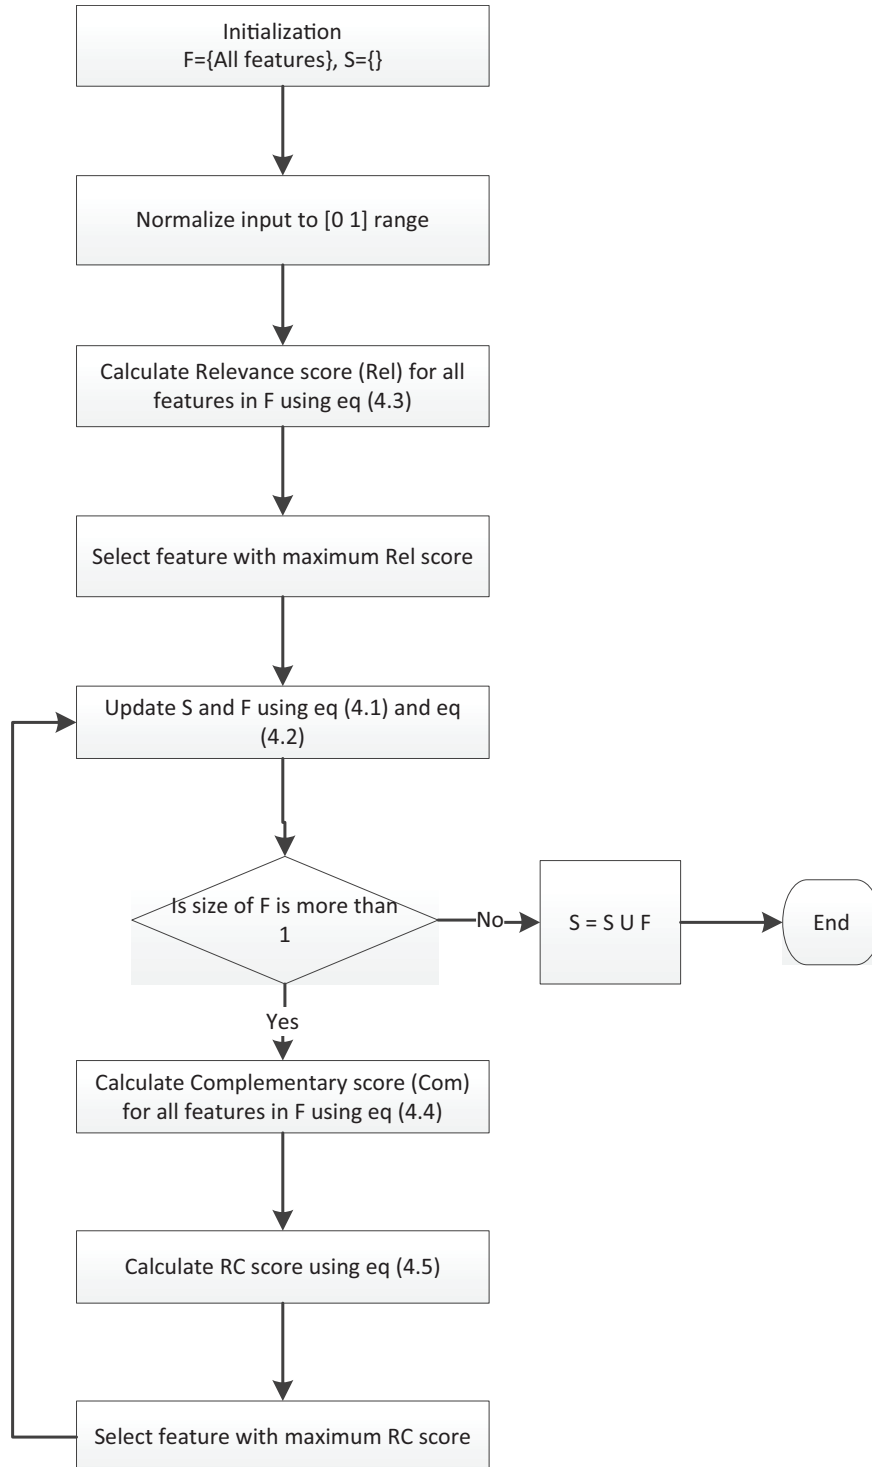 Initialization
F={All features}, S={}
Normalize input to [0 1] range
Calculate Relevance score (Rel) for all
features in F using eq (4.3)
Select feature with maximum Rel score
Update S and F using eq (4.1) and eq
(4.2)
Is size of F is more than
1
No
S = S U F
End
Yes
Calculate Complementary score (Com)
for all features in F using eq (4.4)
Calculate RC score using eq (4.5)
Select feature with maximum RC score